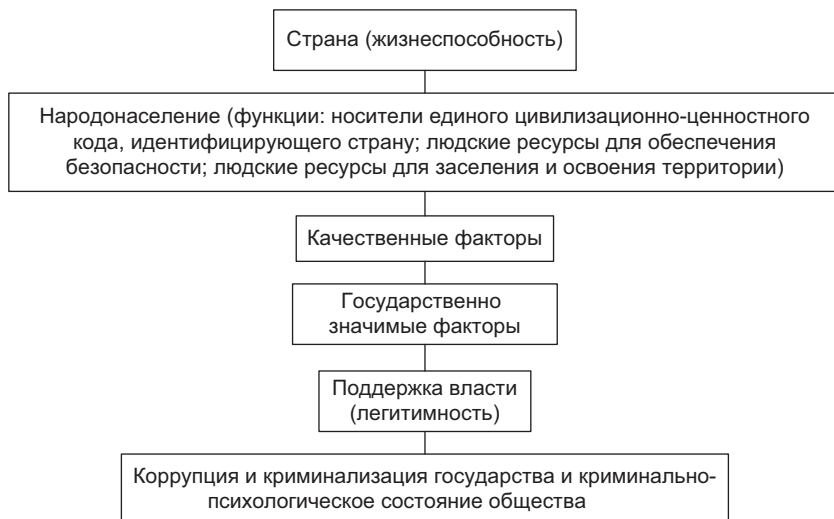 Страна (жизнеспособность)
Народонаселение (функции: носители единого цивилизационно-ценностного
кода, идентифицирующего страну; людские ресурсы для обеспечения
безопасности; людские ресурсы для заселения и освоения территории)
Качественные факторы
Государственно
значимые факторы
Поддержка власти
(легитимность)
Коррупция и криминализация государства и криминально-
психологическое состояние общества